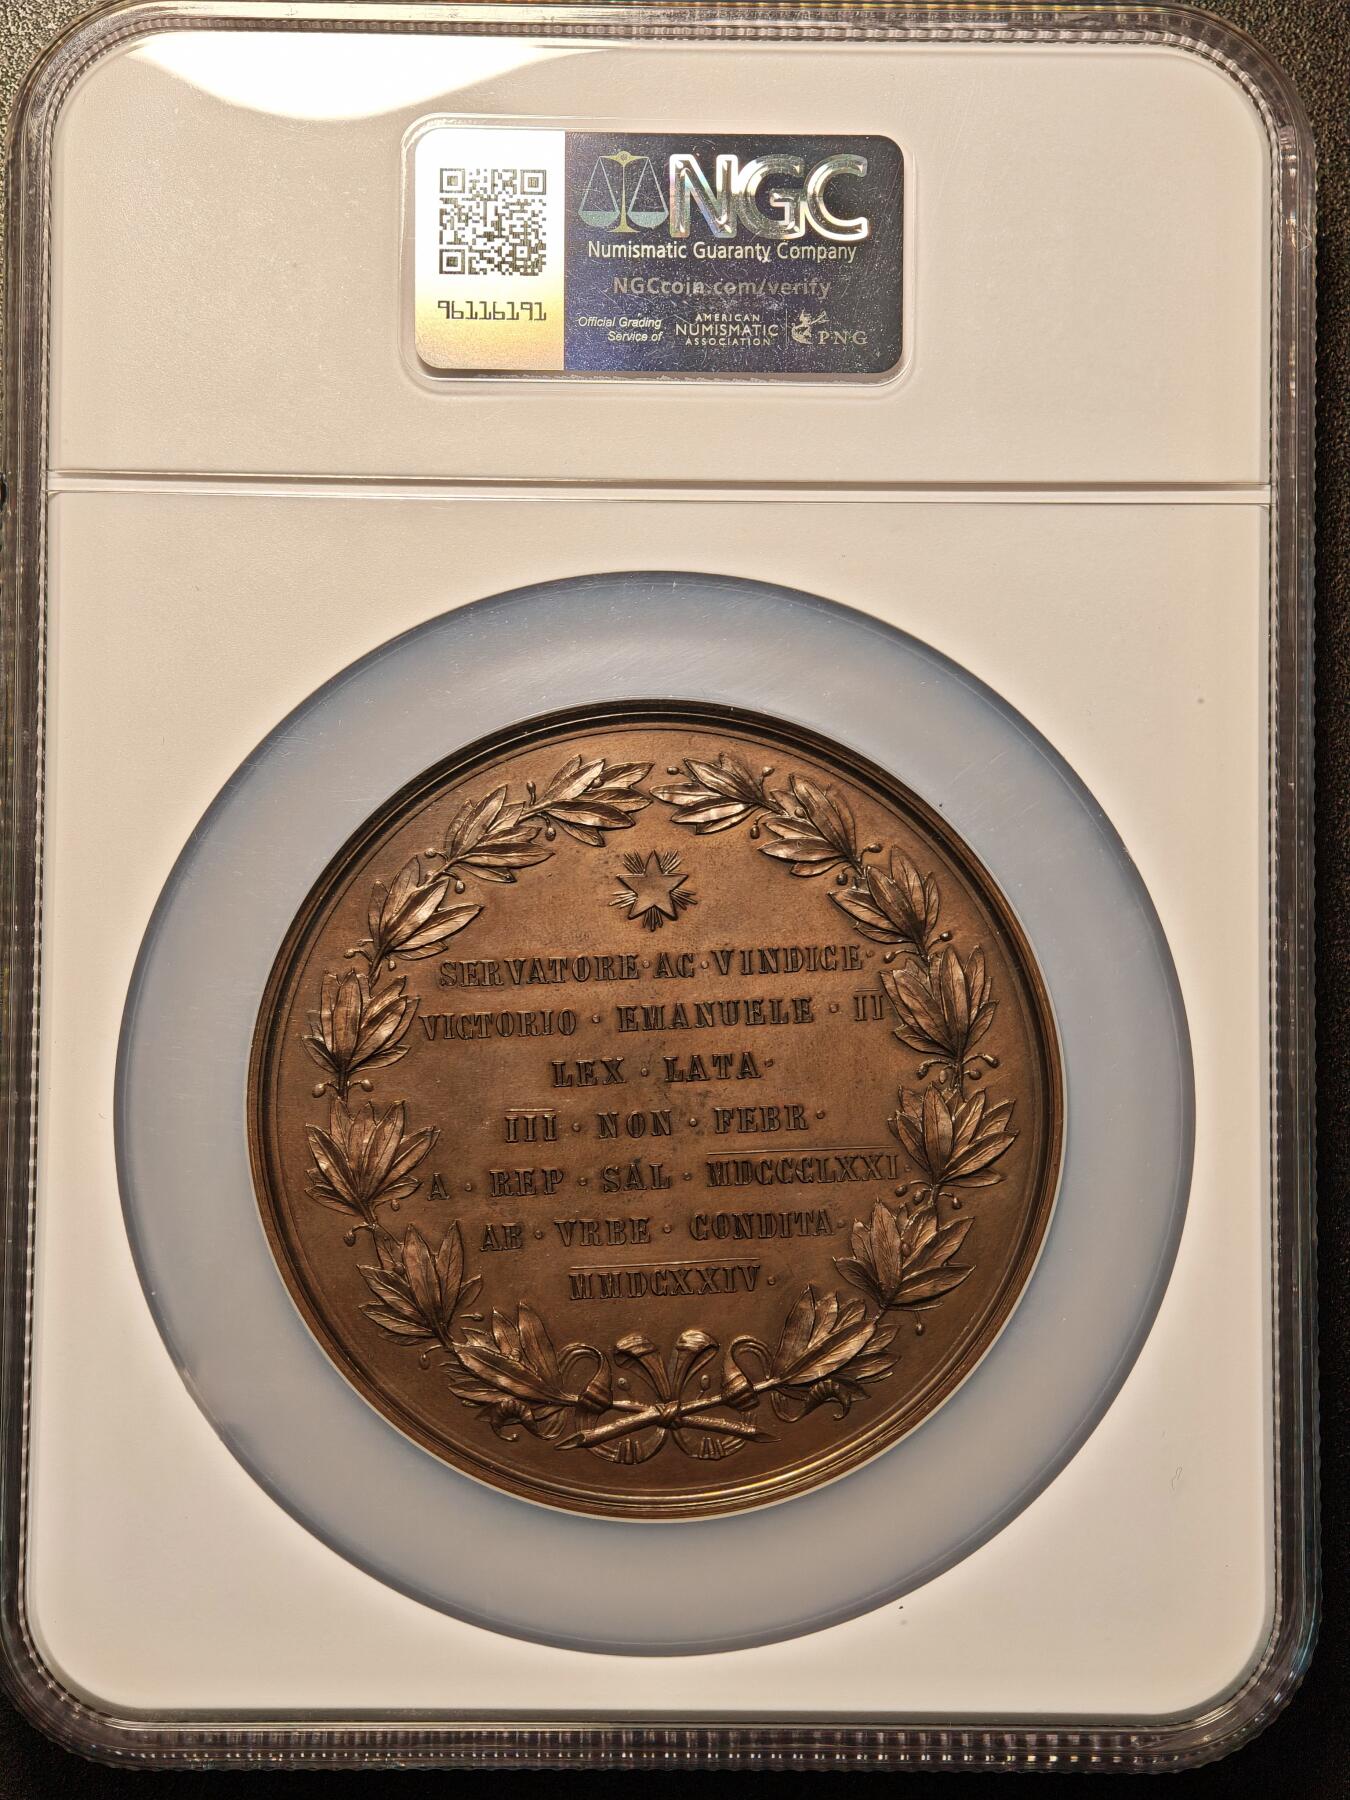 NGC
Numismatic Guaranty Company
NGCcoin.com/verify
Official Grading Service of
AMERICAN NUMISMATIC ASSOCIATION
PNG
96116191
SERVATORE · AC · VINDICE
VICTORIO · EMANUELE · II
LEX · LATA ·
III · NON · FEBR ·
A · REP · SAL · MDCCCLXXI ·
AB · VRBE · CONDITA ·
MMDCXXIV ·